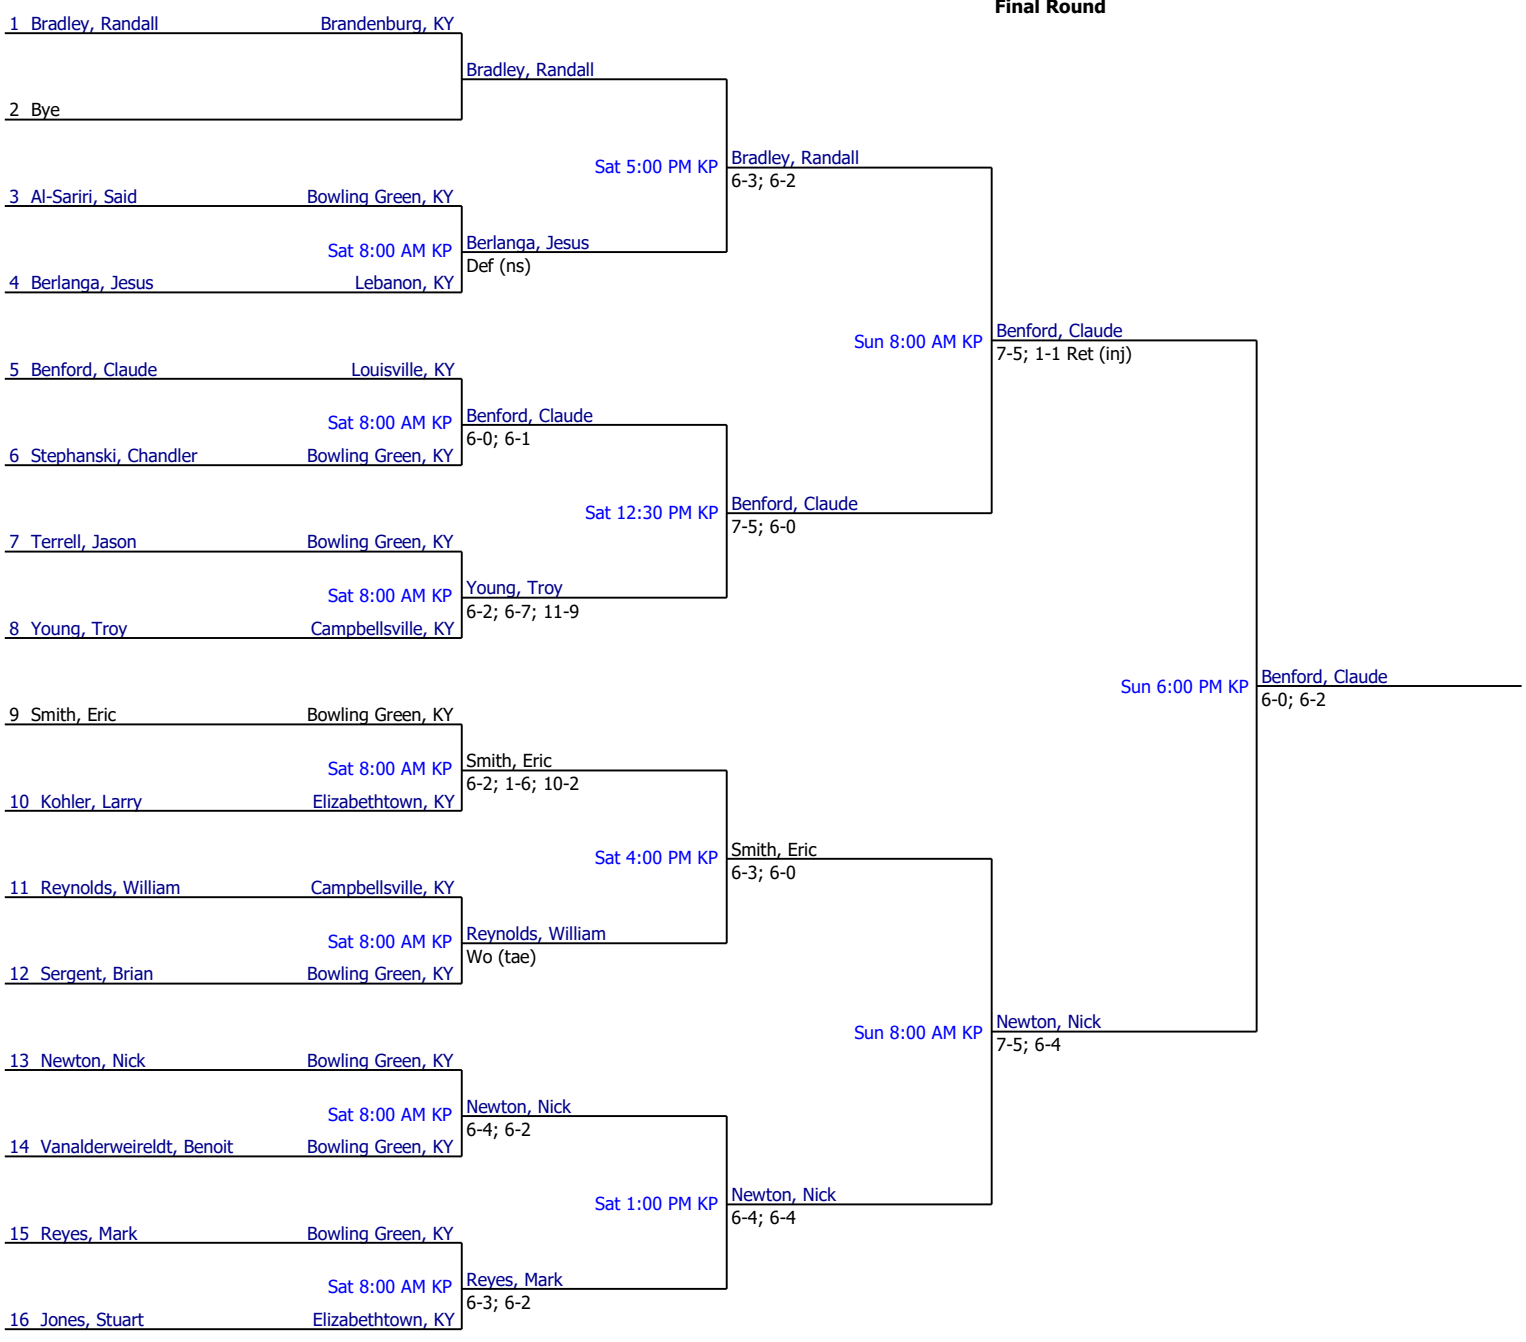 Final Round
1 Bradley, Randall Brandenburg, KY
Bradley, Randall
2 Bye
Sat 5:00 PM KP Bradley, Randall
6-3; 6-2
3 Al-Sariri, Said Bowling Green, KY
Sat 8:00 AM KP Berlanga, Jesus
Def (ns)
4 Berlanga, Jesus Lebanon, KY
Sun 8:00 AM KP Benford, Claude
7-5; 1-1 Ret (inj)
5 Benford, Claude Louisville, KY
Sat 8:00 AM KP Benford, Claude
6-0; 6-1
6 Stephanski, Chandler Bowling Green, KY
Sat 12:30 PM KP Benford, Claude
7-5; 6-0
7 Terrell, Jason Bowling Green, KY
Sat 8:00 AM KP Young, Troy
6-2; 6-7; 11-9
8 Young, Troy Campbellsville, KY
Sun 6:00 PM KP Benford, Claude
6-0; 6-2
9 Smith, Eric Bowling Green, KY
Sat 8:00 AM KP Smith, Eric
6-2; 1-6; 10-2
10 Kohler, Larry Elizabethtown, KY
Sat 4:00 PM KP Smith, Eric
6-3; 6-0
11 Reynolds, William Campbellsville, KY
Sat 8:00 AM KP Reynolds, William
Wo (tae)
12 Sergent, Brian Bowling Green, KY
Sun 8:00 AM KP Newton, Nick
7-5; 6-4
13 Newton, Nick Bowling Green, KY
Sat 8:00 AM KP Newton, Nick
6-4; 6-2
14 Vanalderweireldt, Benoit Bowling Green, KY
Sat 1:00 PM KP Newton, Nick
6-4; 6-4
15 Reyes, Mark Bowling Green, KY
Sat 8:00 AM KP Reyes, Mark
6-3; 6-2
16 Jones, Stuart Elizabethtown, KY